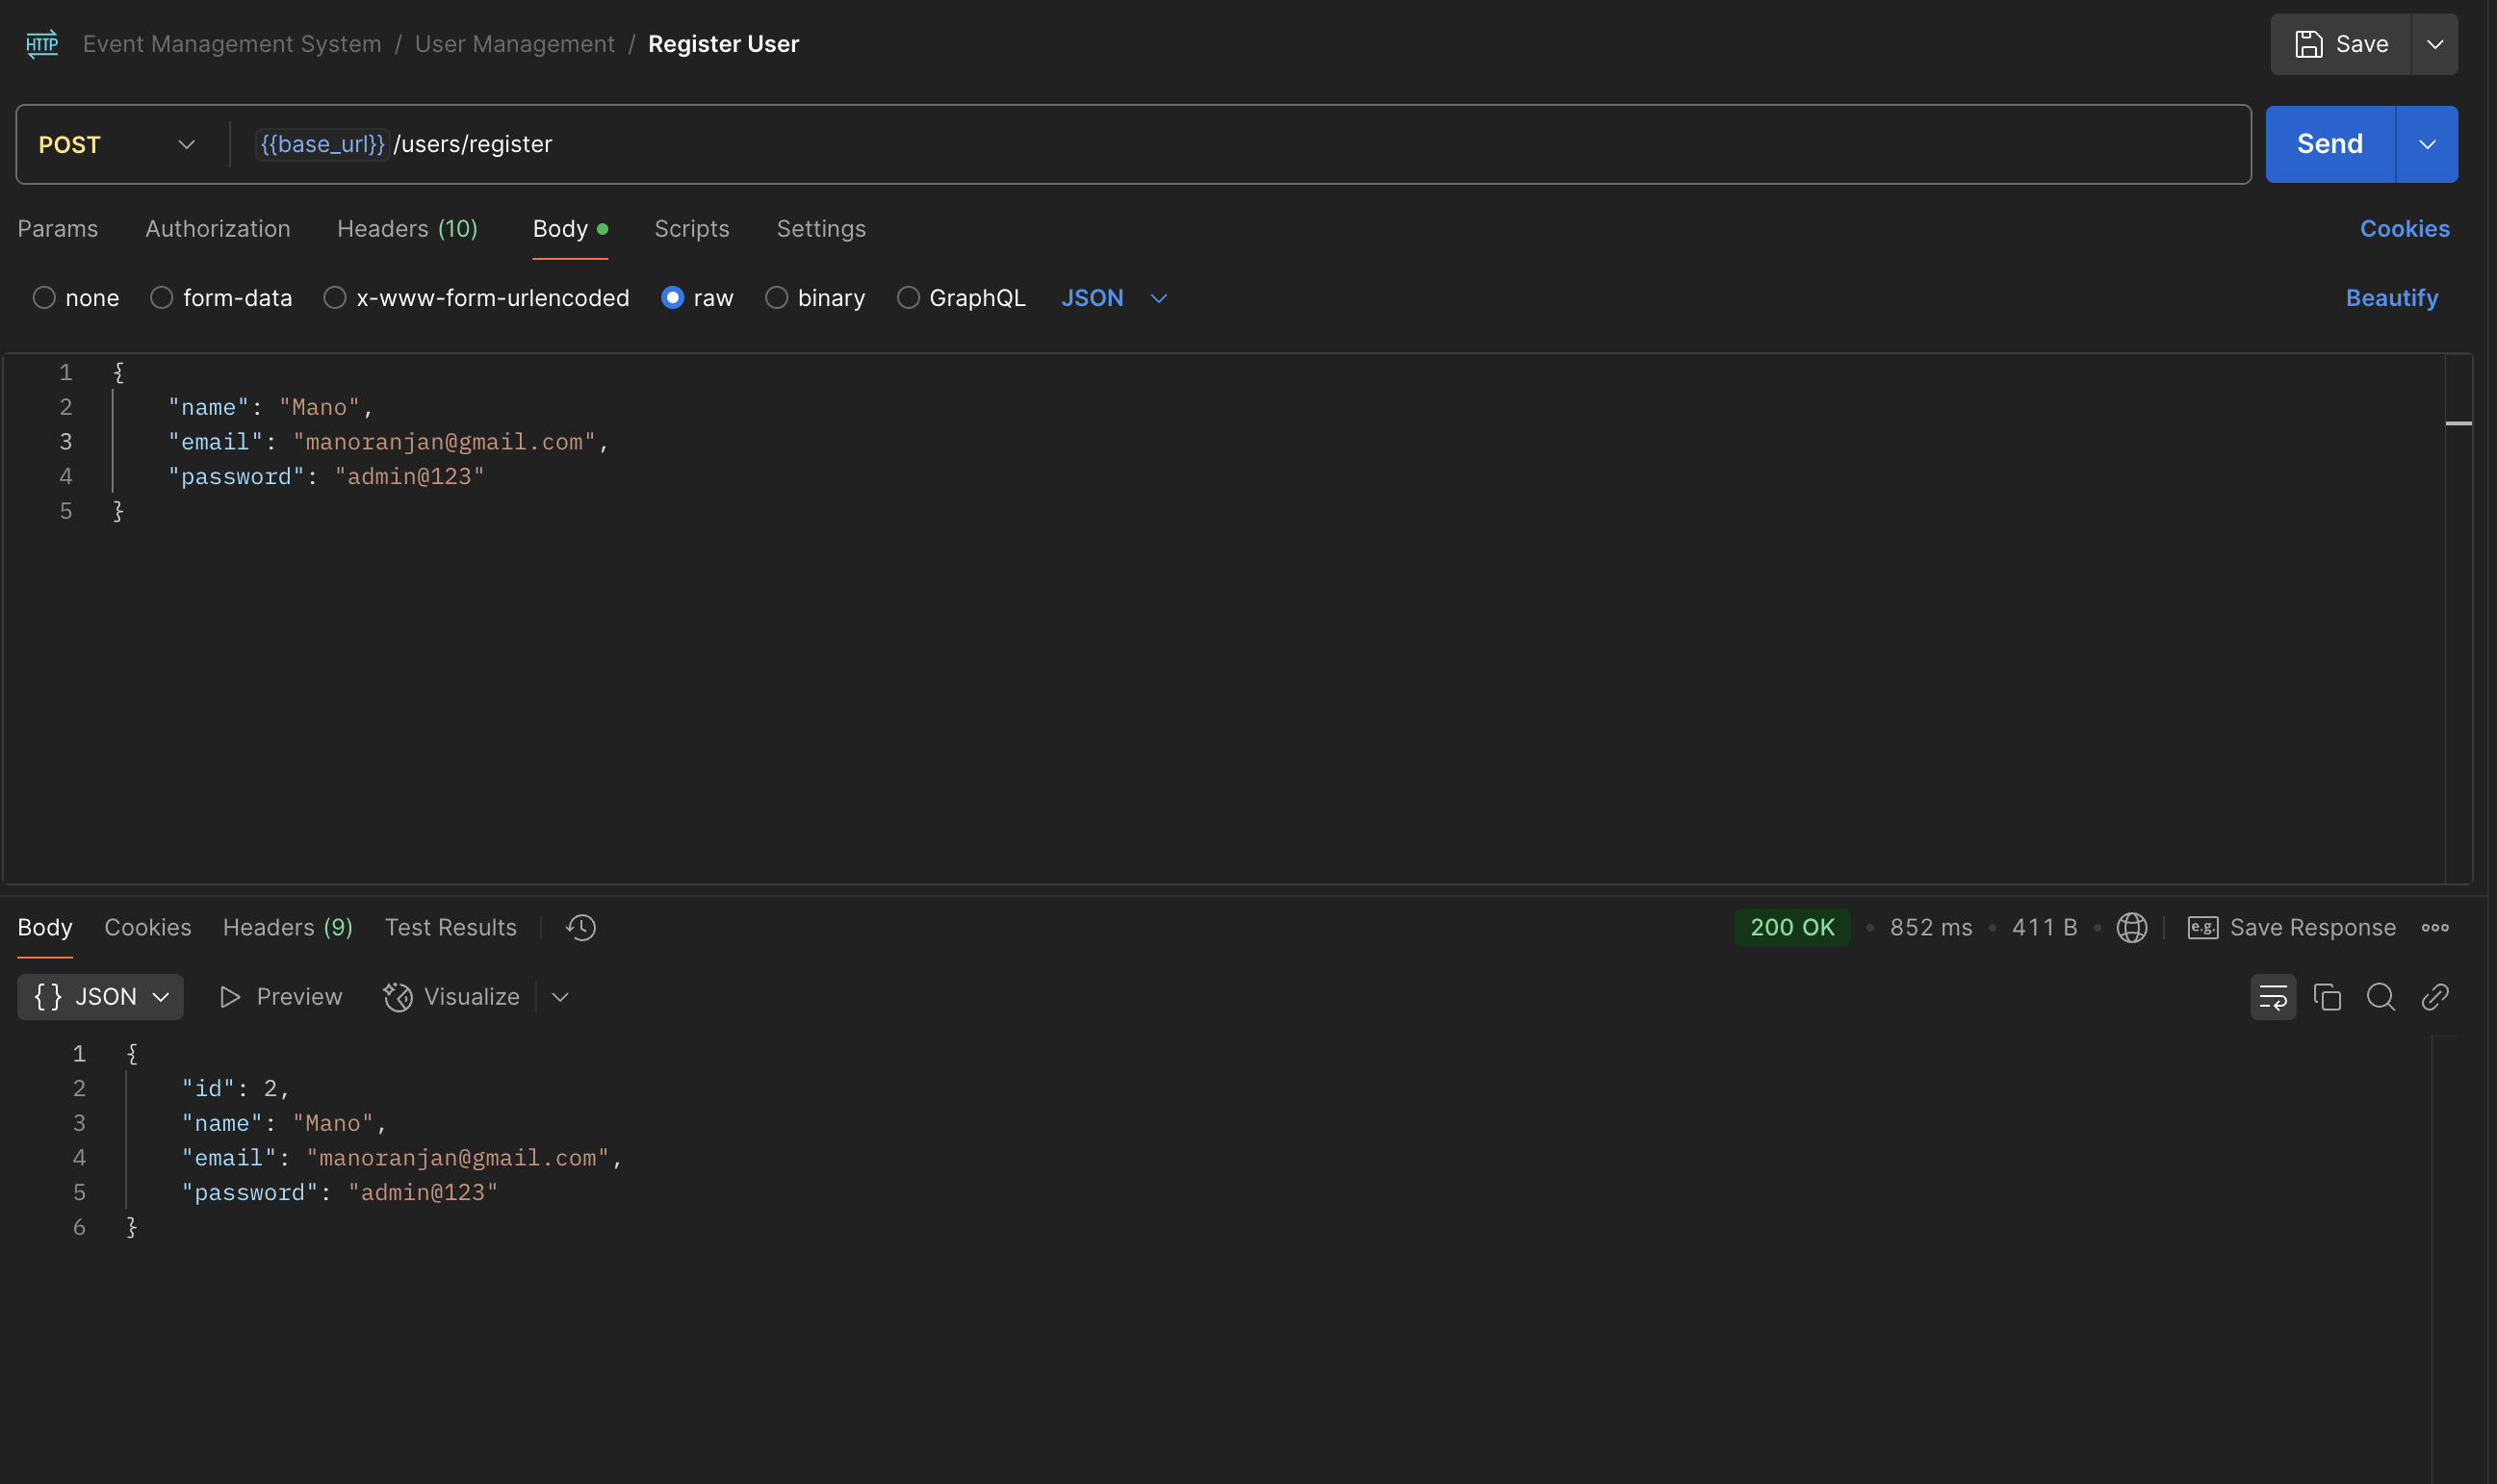 HTTP Event Management System / User Management / Register User Save
POST {{base_url}}/users/register Send
Params Authorization Headers (10) Body Scripts Settings Cookies
none form-data x-www-form-urlencoded raw binary GraphQL JSON Beautify
1 {
2 "name": "Mano",
3 "email": "manoranjan@gmail.com",
4 "password": "admin@123"
5 }
Body Cookies Headers (9) Test Results 200 OK • 852 ms • 411 B • e.g. Save Response
{} JSON Preview Visualize
1 {
2 "id": 2,
3 "name": "Mano",
4 "email": "manoranjan@gmail.com",
5 "password": "admin@123"
6 }